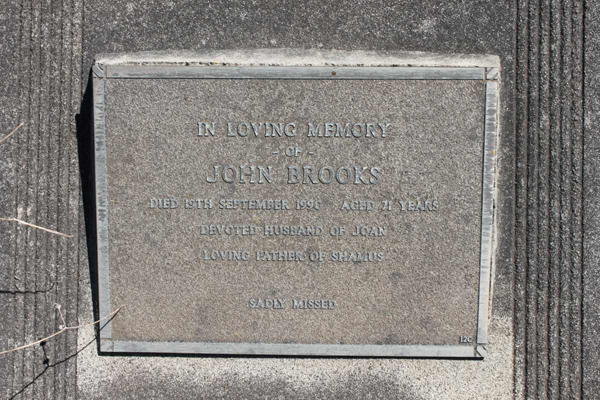 IN LOVING MEMORY
- OF -
JOHN BROOKS
DIED 19TH SEPTEMBER 1996 AGED 71 YEARS
DEVOTED HUSBAND OF JOAN
LOVING FATHER OF SHAMUS
SADLY MISSED
12C